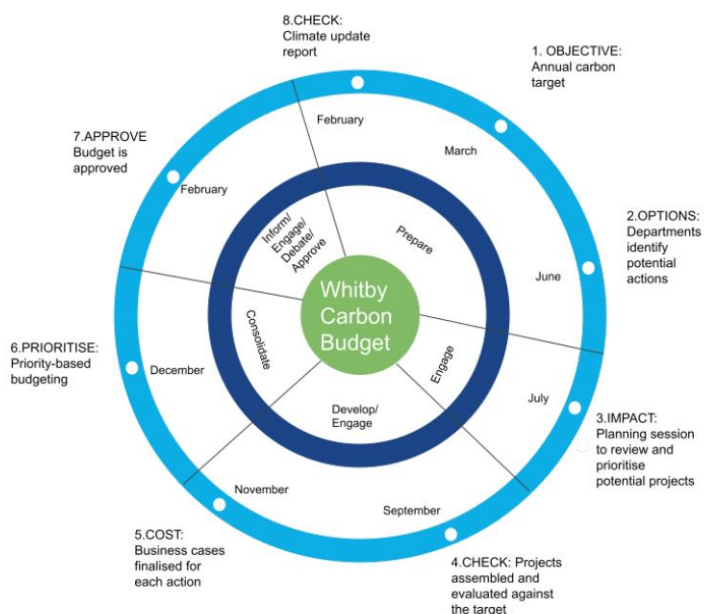 8.CHECK:
Climate update
report
1. OBJECTIVE:
Annual carbon
target
2.OPTIONS:
Departments
identify
potential
actions
3.IMPACT:
Planning session
to review and
prioritise
potential projects
4.CHECK: Projects
assembled and
evaluated against
the target
5.COST:
Business cases
finalised for
each action
6.PRIORITISE:
Priority-based
budgeting
7.APPROVE
Budget is
approved
February
March
June
July
September
November
December
February
Prepare
Engage
Develop/
Engage
Consolidate
Inform/
Engage/
Debate/
Approve
Whitby
Carbon
Budget